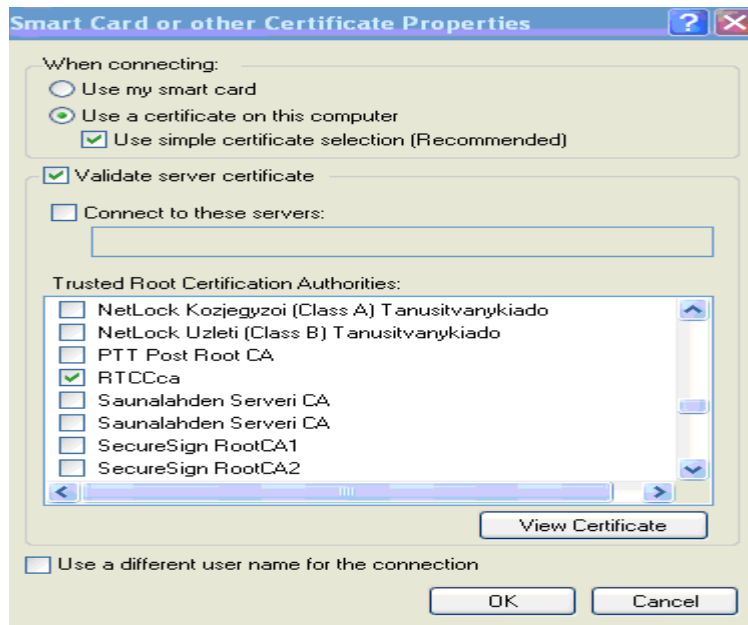 Smart Card or other Certificate Properties
When connecting:
Use my smart card
Use a certificate on this computer
Use simple certificate selection (Recommended)
Validate server certificate
Connect to these servers:
Trusted Root Certification Authorities:
NetLock Kozjegyzoi (Class A) Tanusitvanykiado
NetLock Uzleti (Class B) Tanusitvanykiado
PTT Post Root CA
RTCCca
Saunalahden Serveri CA
Saunalahden Serveri CA
SecureSign RootCA1
SecureSign RootCA2
View Certificate
Use a different user name for the connection
OK Cancel